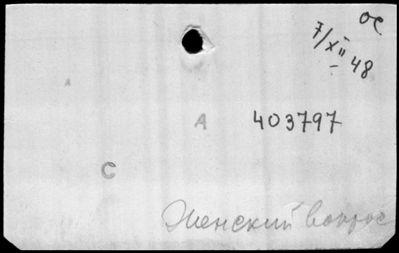 ос
7/XII 48
А
А
403797
С
Женский вопрос